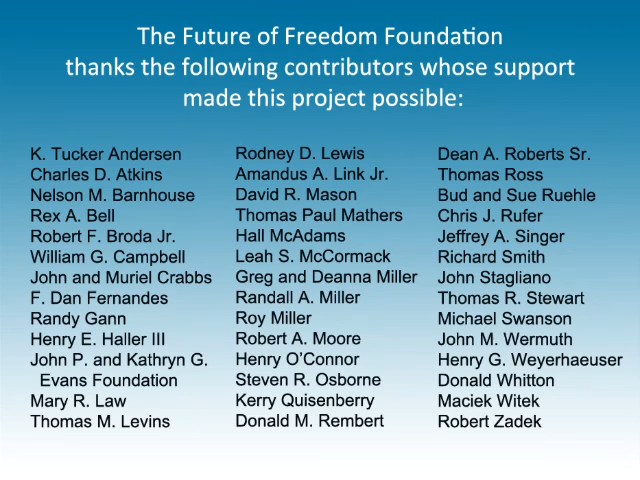 The Future of Freedom Foundation
thanks the following contributors whose support
made this project possible:
K. Tucker Andersen
Charles D. Atkins
Nelson M. Barnhouse
Rex A. Bell
Robert F. Broda Jr.
William G. Campbell
John and Muriel Crabbs
F. Dan Fernandes
Randy Gann
Henry E. Haller III
John P. and Kathryn G.
Evans Foundation
Mary R. Law
Thomas M. Levins
Rodney D. Lewis
Amandus A. Link Jr.
David R. Mason
Thomas Paul Mathers
Hall McAdams
Leah S. McCormack
Greg and Deanna Miller
Randall A. Miller
Roy Miller
Robert A. Moore
Henry O'Connor
Steven R. Osborne
Kerry Quisenberry
Donald M. Rembert
Dean A. Roberts Sr.
Thomas Ross
Bud and Sue Ruehle
Chris J. Rufer
Jeffrey A. Singer
Richard Smith
John Stagliano
Thomas R. Stewart
Michael Swanson
John M. Wermuth
Henry G. Weyerhaeuser
Donald Whitton
Maciek Witek
Robert Zadek